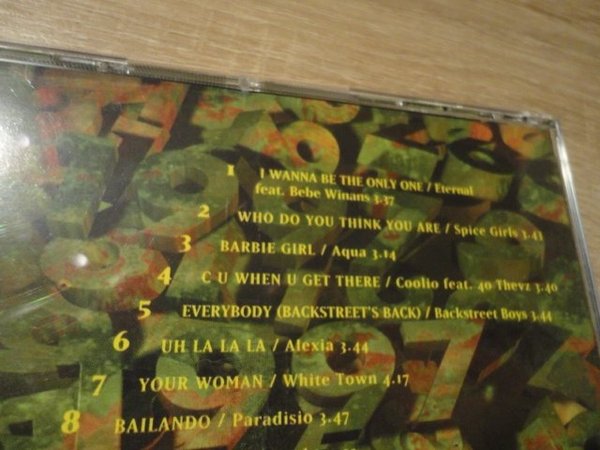 1 I WANNA BE THE ONLY ONE / Eternal
feat. Bebe Winans 3.37
2 WHO DO YOU THINK YOU ARE / Spice Girls 3.43
3 BARBIE GIRL / Aqua 3.14
4 C U WHEN U GET THERE / Coolio feat. 40 Thevz 3.40
5 EVERYBODY (BACKSTREET'S BACK) / Backstreet Boys 3.44
6 UH LA LA LA / Alexia 3.44
7 YOUR WOMAN / White Town 4.17
8 BAILANDO / Paradisio 3.47
1997